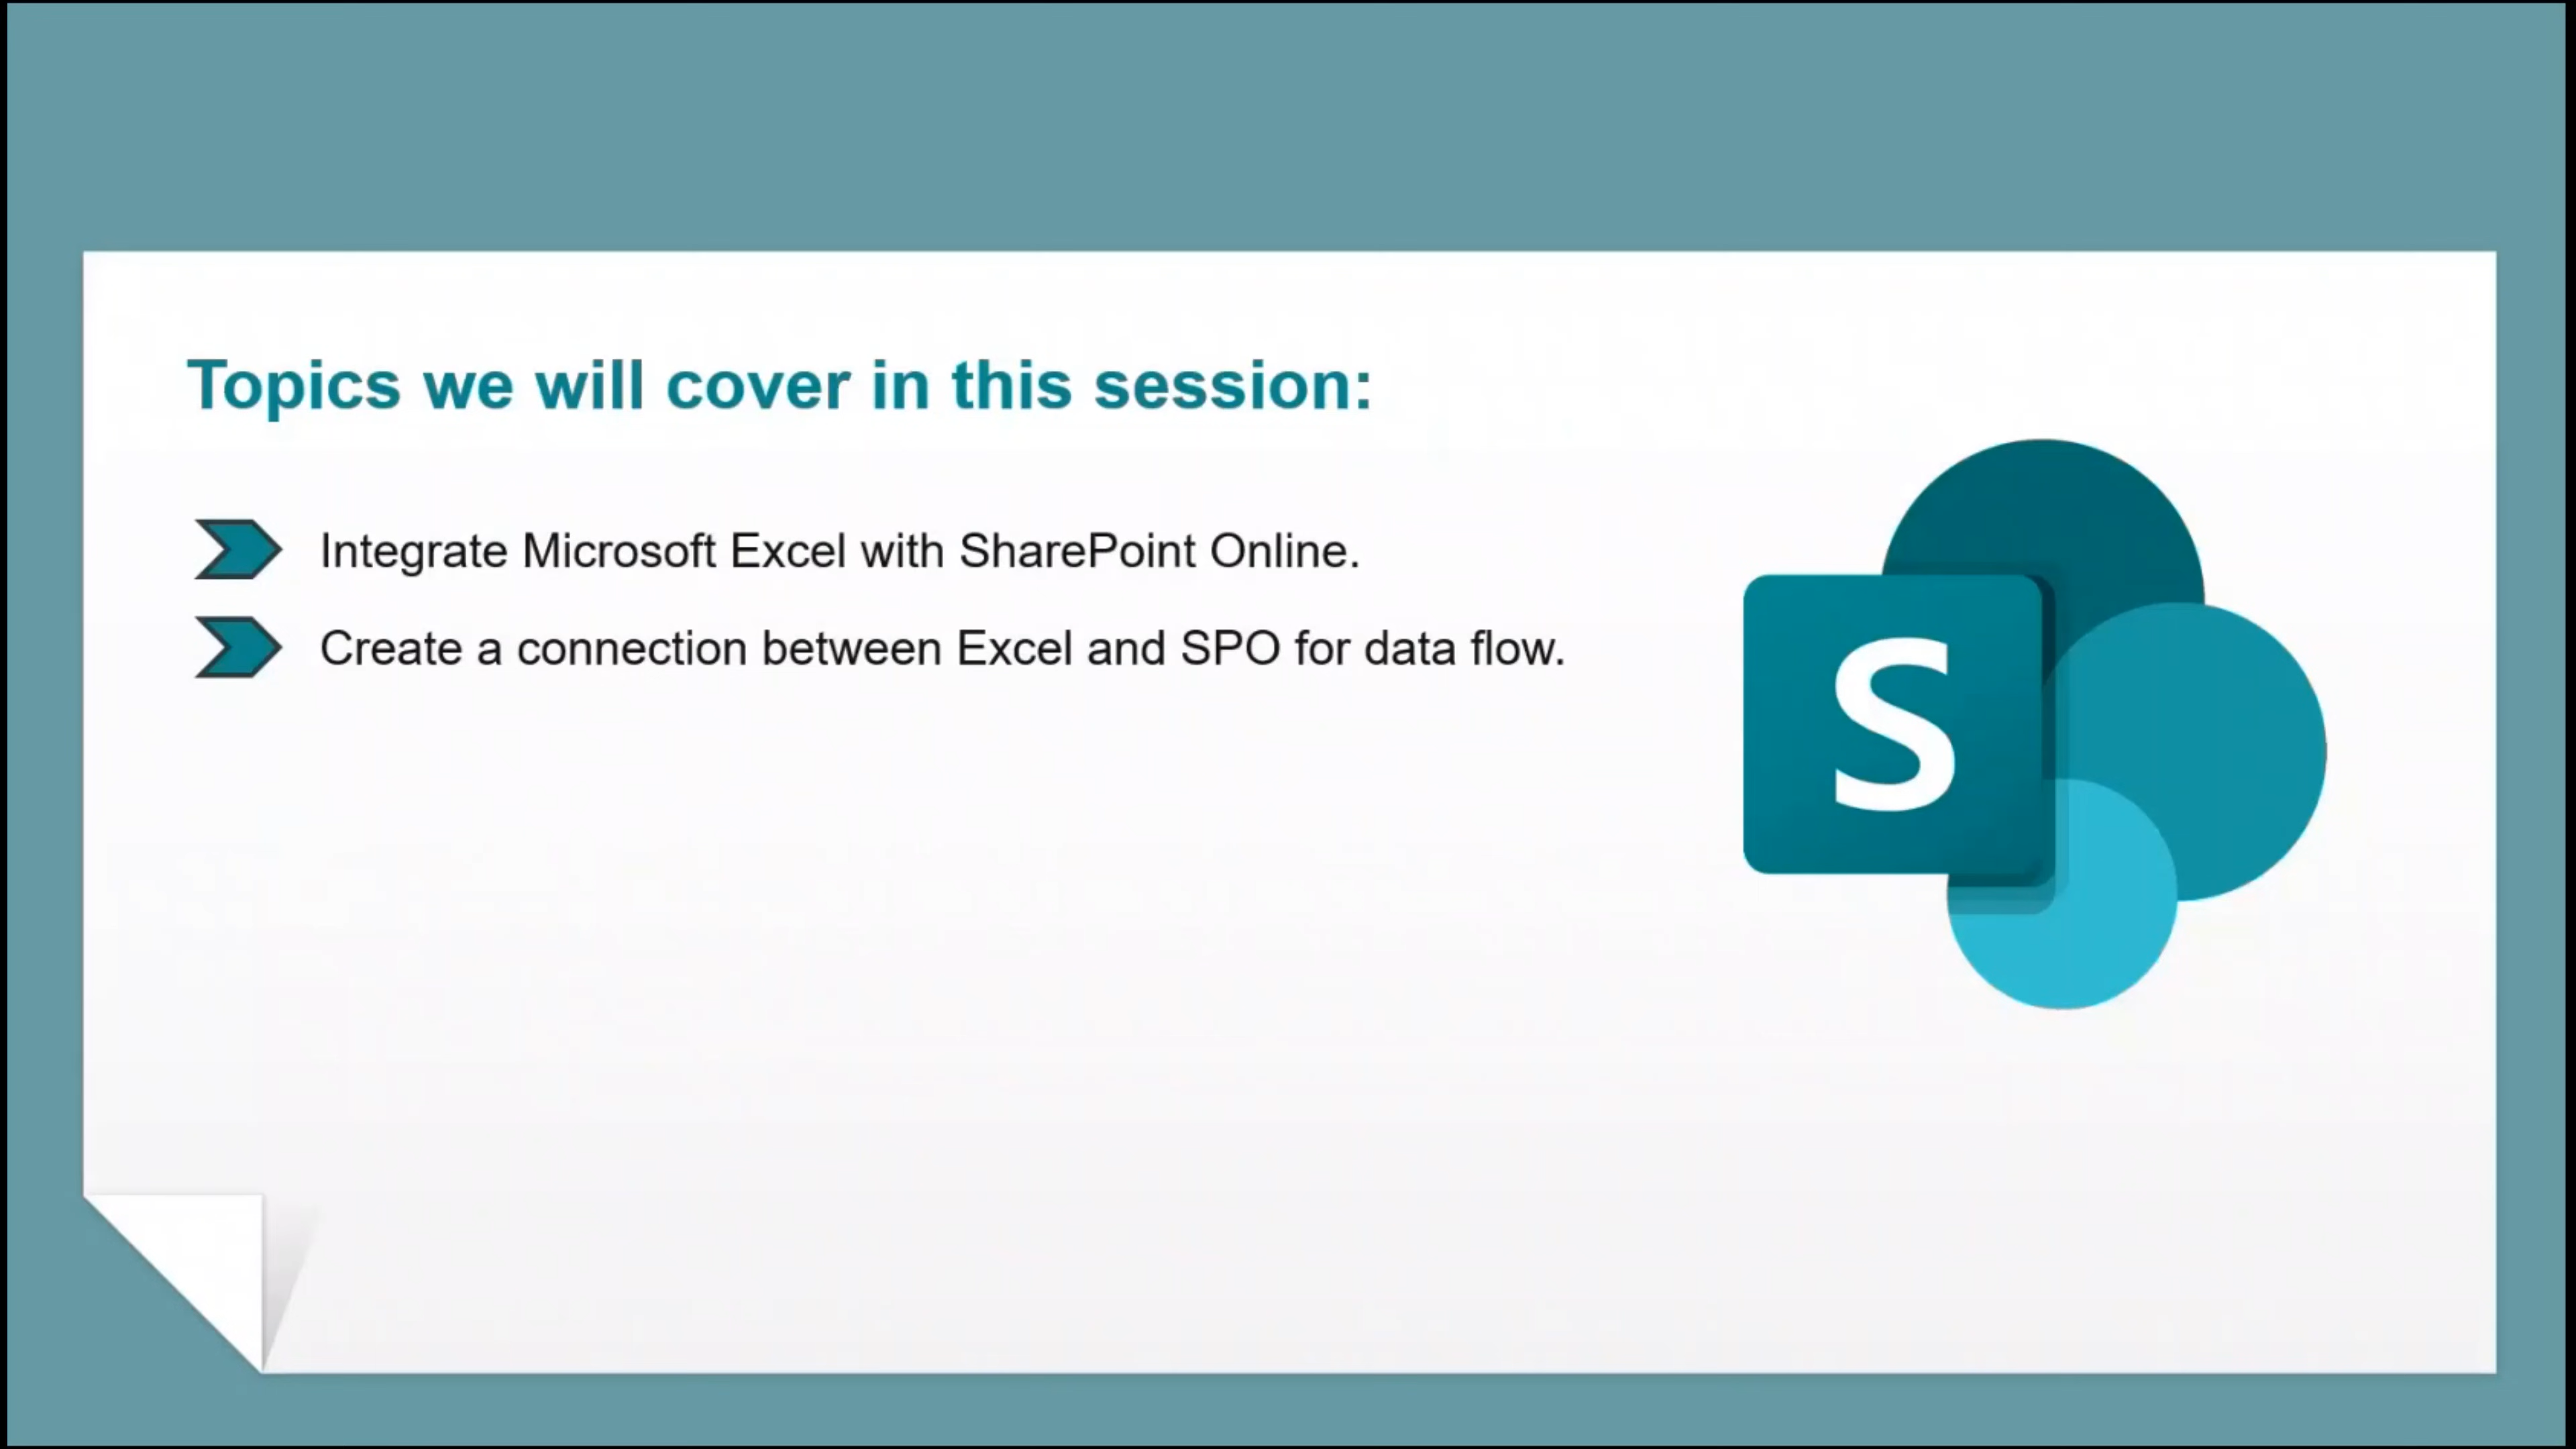 Topics we will cover in this session:
Integrate Microsoft Excel with SharePoint Online.
Create a connection between Excel and SPO for data flow.
S